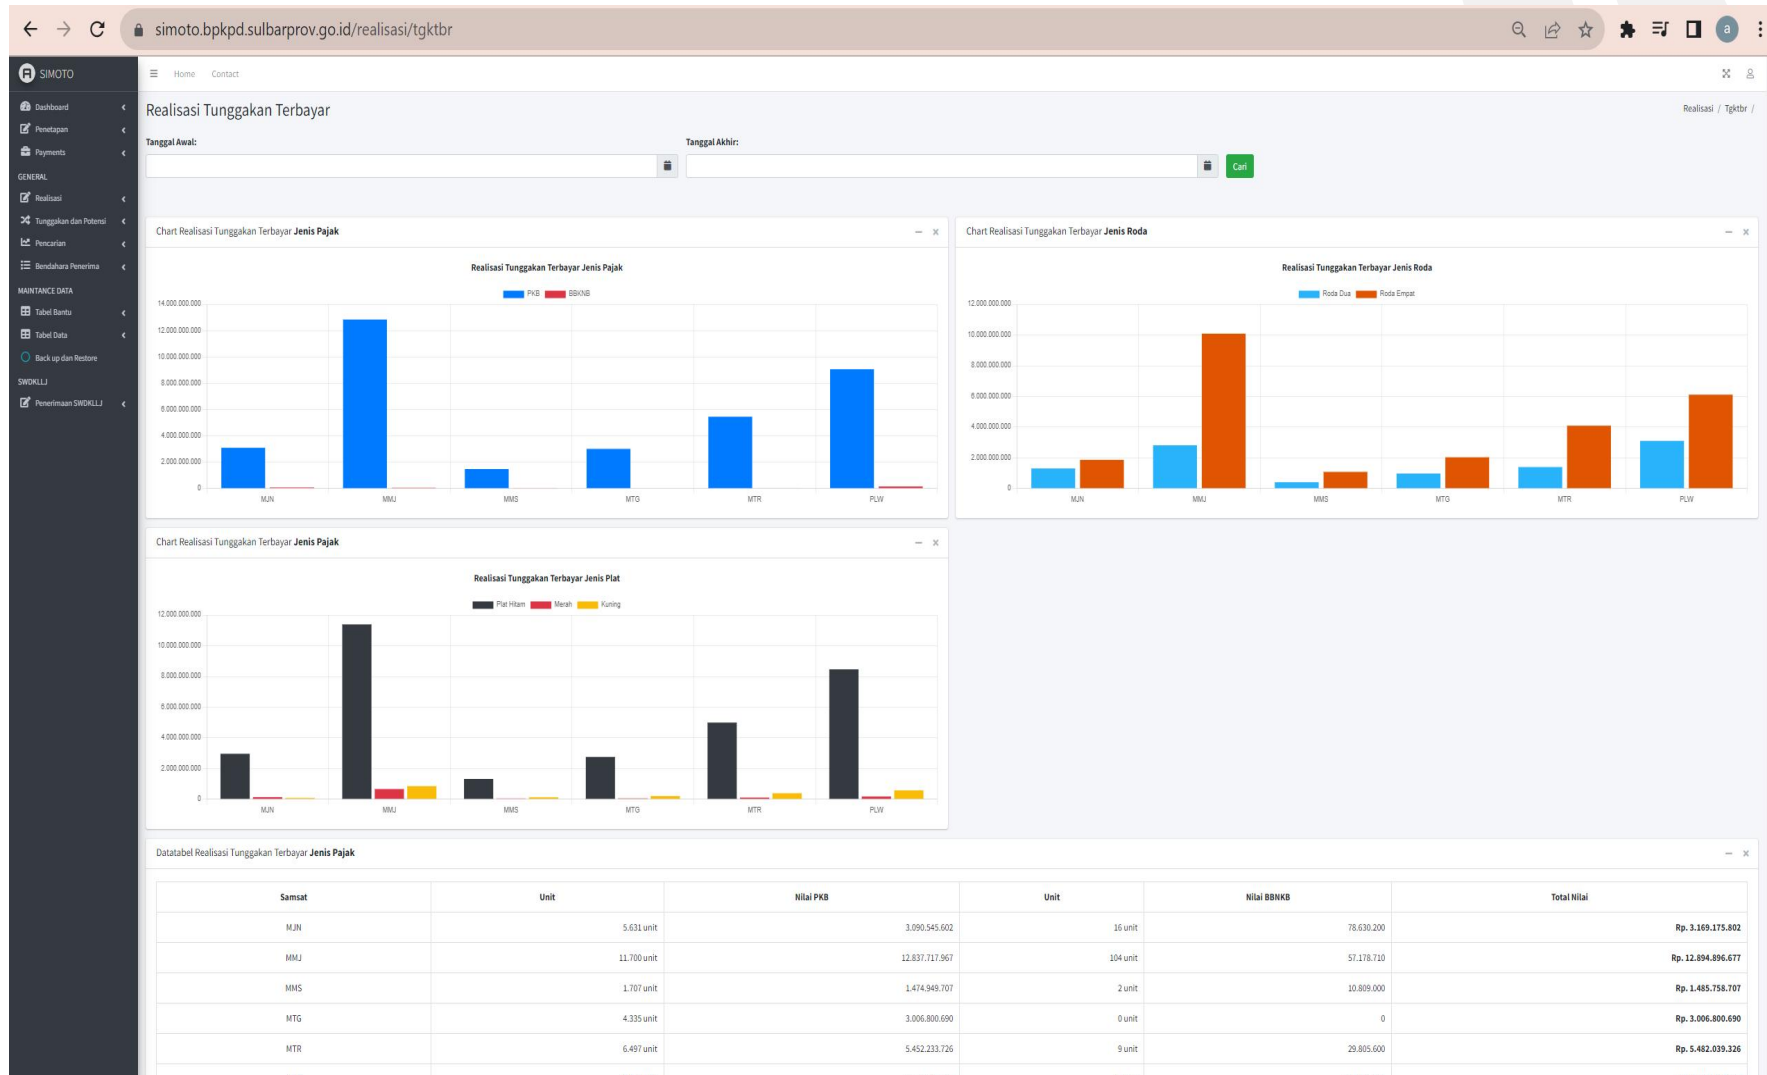 simoto.bpkpd.sulbarprov.go.id/realisasi/tgktbr
a
SIMOTO
Home Contact
Dashboard
Penetapan
Payments
GENERAL
Realisasi
Tunggakan dan Potensi
Pencarian
Bendahara Penerima
MAINTANCE DATA
Tabel Bantu
Tabel Data
Back up dan Restore
SWDKLLJ
Penerimaan SWDKLLJ
Realisasi Tunggakan Terbayar
Realisasi / Tgktbr /
Tanggal Awal:
Tanggal Akhir:
Cari
Chart Realisasi Tunggakan Terbayar Jenis Pajak
Realisasi Tunggakan Terbayar Jenis Pajak
PKB BBKNB
14.000.000.000
12.000.000.000
10.000.000.000
8.000.000.000
6.000.000.000
4.000.000.000
2.000.000.000
0
MJN MMJ MMS MTG MTR PLW
Chart Realisasi Tunggakan Terbayar Jenis Roda
Realisasi Tunggakan Terbayar Jenis Roda
Roda Dua Roda Empat
12.000.000.000
10.000.000.000
8.000.000.000
6.000.000.000
4.000.000.000
2.000.000.000
0
MJN MMJ MMS MTG MTR PLW
Chart Realisasi Tunggakan Terbayar Jenis Pajak
Realisasi Tunggakan Terbayar Jenis Plat
Plat Hitam Merah Kuning
12.000.000.000
10.000.000.000
8.000.000.000
6.000.000.000
4.000.000.000
2.000.000.000
0
MJN MMJ MMS MTG MTR PLW
Datatabel Realisasi Tunggakan Terbayar Jenis Pajak
Samsat Unit Nilai PKB Unit Nilai BBNKB Total Nilai
MJN 5.631 unit 3.090.545.602 16 unit 78.630.200 Rp. 3.169.175.802
MMJ 11.700 unit 12.837.717.967 104 unit 57.178.710 Rp. 12.894.896.677
MMS 1.707 unit 1.474.949.707 2 unit 10.809.000 Rp. 1.485.758.707
MTG 4.335 unit 3.006.800.690 0 unit 0 Rp. 3.006.800.690
MTR 6.497 unit 5.452.233.726 9 unit 29.805.600 Rp. 5.482.039.326